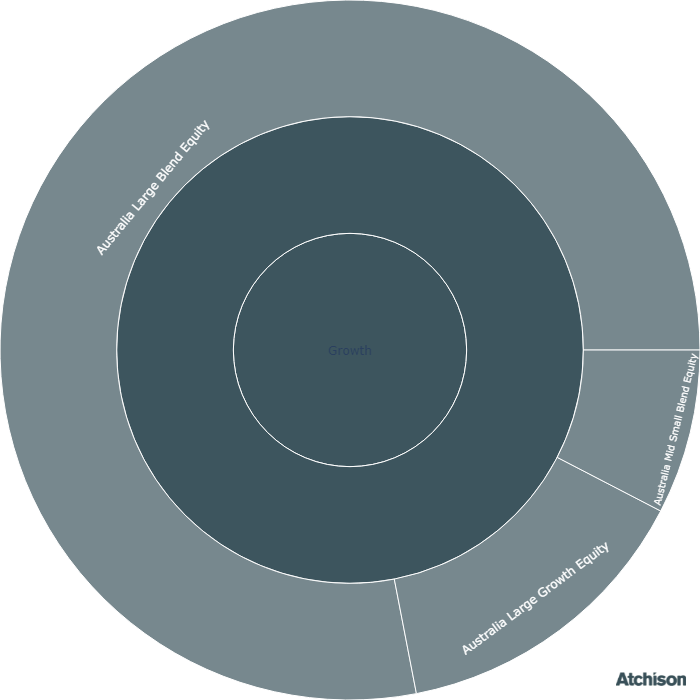 Australia Large Blend Equity
Growth
Australia Mid Small Blend Equity
Australia Large Growth Equity
Atchison